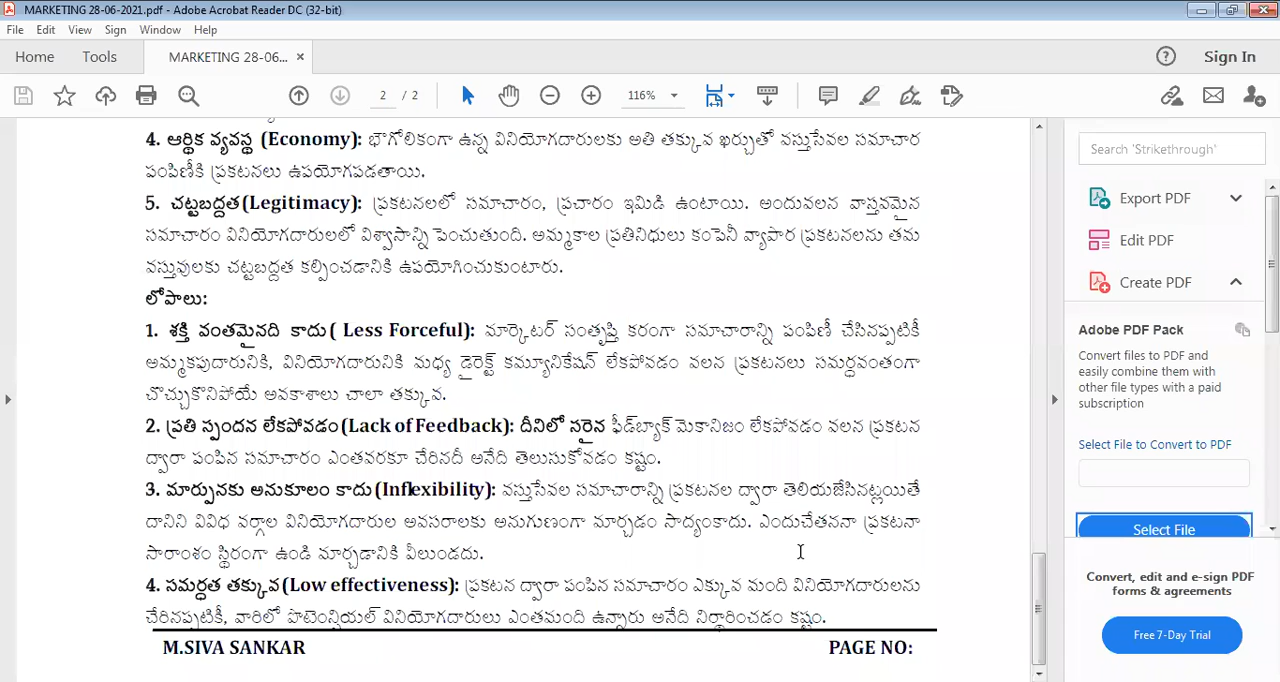 MARKETING 28-06-2021.pdf - Adobe Acrobat Reader DC (32-bit)
File Edit View Sign Window Help
Home Tools MARKETING 28-06... × Sign In
2 / 2 116%
4. ఆర్థిక వ్యవస్థ (Economy): భౌగోళికంగా ఉన్న వినియోగదారులకు అతి తక్కువ ఖర్చుతో వస్తుసేవల సమాచార
పంపిణీకి ప్రకటనలు ఉపయోగపడతాయి.
5. చట్టబద్దత(Legitimacy): ప్రకటనలలో సమాచారం, ప్రచారం ఇమిడి ఉంటాయి. అందువలన వాస్తవమైన
సమాచారం వినియోగదారులలో విశ్వాసాన్ని పెంచుతుంది. అమ్మకాల ప్రతినిధులు కంపెనీ వ్యాపార ప్రకటనలను తమ
వస్తువులకు చట్టబద్దత కల్పించడానికి ఉపయోగించుకుంటారు.
లోపాలు:
1. శక్తి వంతమైనది కాదు( Less Forceful): మార్కెటర్ సంతృప్తి కరంగా సమాచారాన్ని పంపిణీ చేసినప్పటికీ
అమ్మకపుదారునికి, వినియోగదారునికి మధ్య డైరెక్ట్ కమ్యూనికేషన్ లేకపోవడం వలన ప్రకటనలు సమర్ధవంతంగా
చొచ్చుకొనిపోయే అవకాశాలు చాలా తక్కువ.
2. ప్రతి స్పందన లేకపోవడం(Lack of Feedback): దీనిలో సరైన ఫీడ్‌బ్యాక్ మెకానిజం లేకపోవడం వలన ప్రకటన
ద్వారా పంపిన సమాచారం ఎంతవరకూ చేరినదీ అనేది తెలుసుకోవడం కష్టం.
3. మార్పునకు అనుకూలం కాదు(Inflexibility): వస్తుసేవల సమాచారాన్ని ప్రకటనల ద్వారా తెలియజేసినట్లయితే
దానిని వివిధ వర్గాల వినియోగదారుల అవసరాలకు అనుగుణంగా మార్చడం సాధ్యంకాదు. ఎందుచేతననా ప్రకటనా
సారాంశం స్థిరంగా ఉండి మార్చడానికి వీలుండదు.
4. సమర్ధత తక్కువ(Low effectiveness): ప్రకటన ద్వారా పంపిన సమాచారం ఎక్కువ మంది వినియోగదారులను
చేరినప్పటికీ, వారిలో పొటెన్షియల్ వినియోగదారులు ఎంతమంది ఉన్నారు అనేది నిర్ధారించడం కష్టం.
M.SIVA SANKAR PAGE NO:
Search 'Strikethrough'
Export PDF
Edit PDF
Create PDF
Adobe PDF Pack
Convert files to PDF and
easily combine them with
other file types with a paid
subscription
Select File to Convert to PDF
Select File
Convert, edit and e-sign PDF
forms & agreements
Free 7-Day Trial